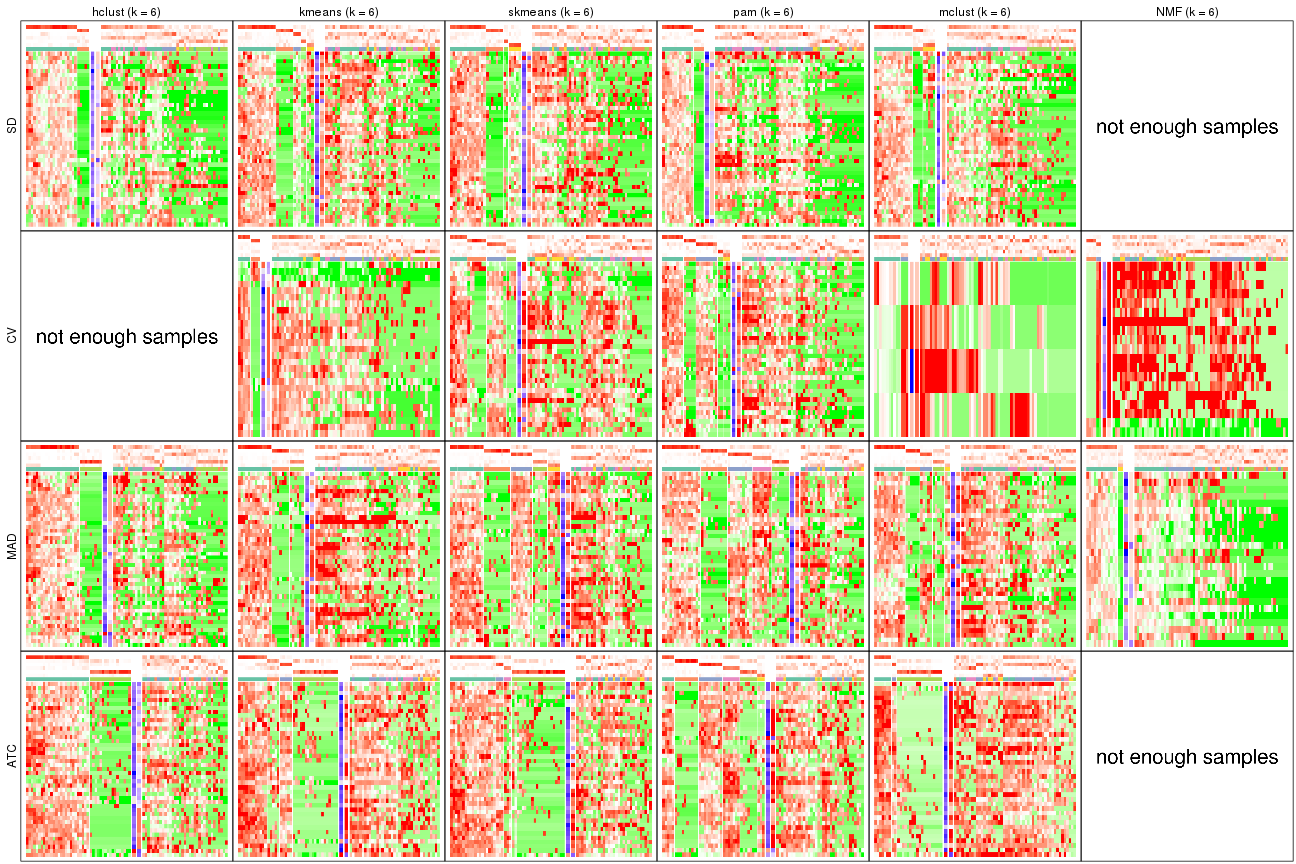 hclust (k = 6) kmeans (k = 6) skmeans (k = 6) pam (k = 6) mclust (k = 6) NMF (k = 6)
SD
not enough samples
CV
not enough samples
MAD
ATC
not enough samples